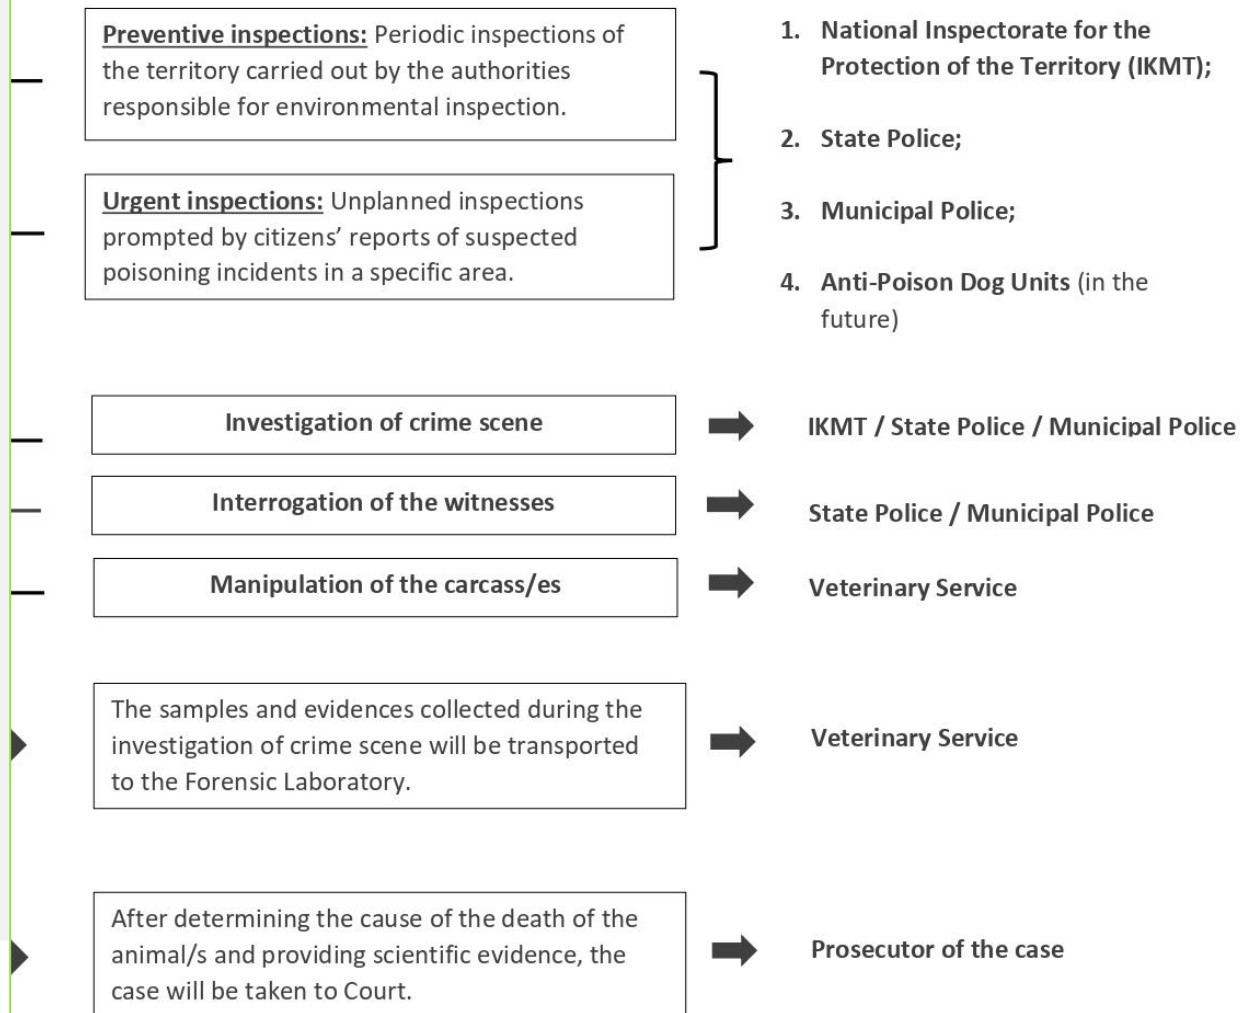 Preventive inspections: Periodic inspections of
the territory carried out by the authorities
responsible for environmental inspection.
Urgent inspections: Unplanned inspections
prompted by citizens’ reports of suspected
poisoning incidents in a specific area.
1. National Inspectorate for the
Protection of the Territory (IKMT);
2. State Police;
3. Municipal Police;
4. Anti-Poison Dog Units (in the
future)
Investigation of crime scene
IKMT / State Police / Municipal Police
Interrogation of the witnesses
State Police / Municipal Police
Manipulation of the carcass/es
Veterinary Service
The samples and evidences collected during the
investigation of crime scene will be transported
to the Forensic Laboratory.
Veterinary Service
After determining the cause of the death of the
animal/s and providing scientific evidence, the
case will be taken to Court.
Prosecutor of the case